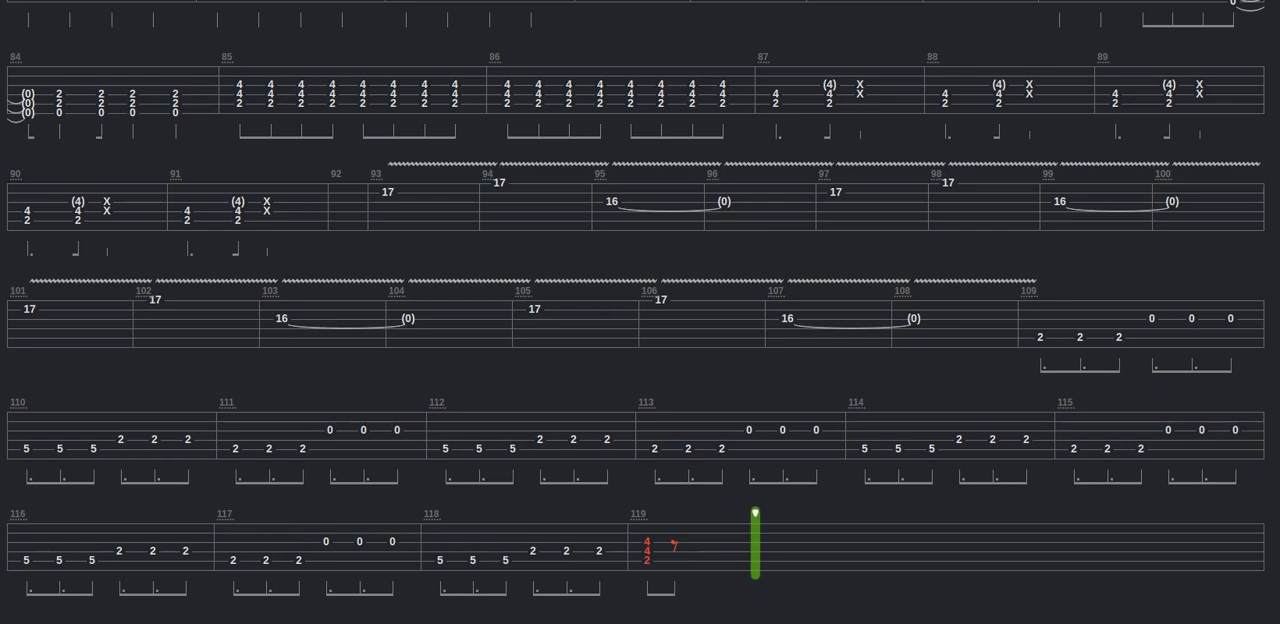 0
84 85 86 87 88 89
4 4 4 4 4 4 4 4 4 4 4 4 4 4 4 4 (4) X (4) X (4) X
(0) 2 2 2 2 4 4 4 4 4 4 4 4 4 4 4 4 4 4 4 4 4 X 4 X 4 X
(0) 2 2 2 2 2 2 2 2 2 2 2 2 2 2 2 2 2 2 2 2 2 4 2 4 2 4
(0) 0 0 0 0
90 91 92 93 94 95 96 97 98 99 100
17 17
17 17
(4) X (4) X 16 (0) 16 (0)
4 4 X 4 4 X
2 2 2 2
101 102 103 104 105 106 107 108 109
17 17
17 17
16 (0) 16 (0) 0 0 0
2 2 2
110 111 112 113 114 115
0 0 0 0 0 0 0 0 0
2 2 2 2 2 2 2 2 2
5 5 5 2 2 2 5 5 5 2 2 2 5 5 5 2 2 2
116 117 118 119
0 0 0 4
2 2 2 2 2 2 4
5 5 5 2 2 2 5 5 5 2